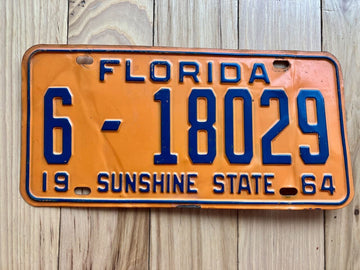 FLORIDA
6-18029
19 SUNSHINE STATE 64